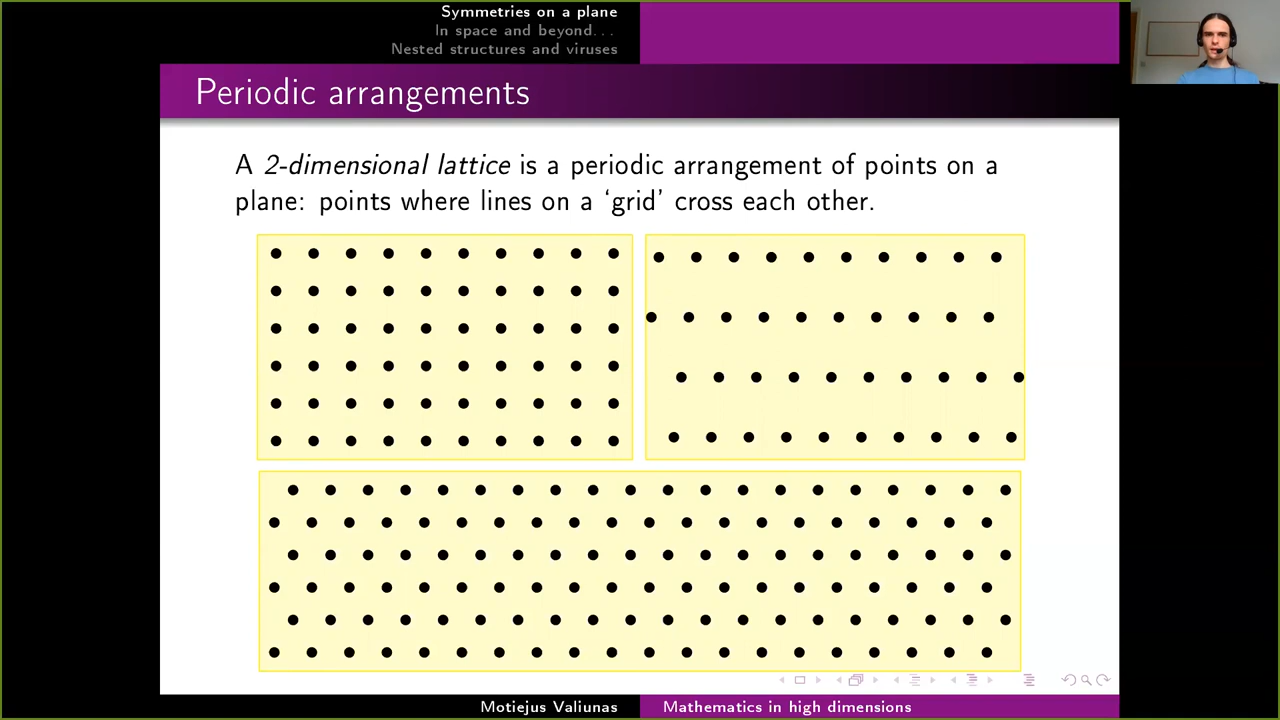 Symmetries on a plane
In space and beyond...
Nested structures and viruses
Periodic arrangements
A 2-dimensional lattice is a periodic arrangement of points on a
plane: points where lines on a ‘grid’ cross each other.
Motiejus Valiunas
Mathematics in high dimensions